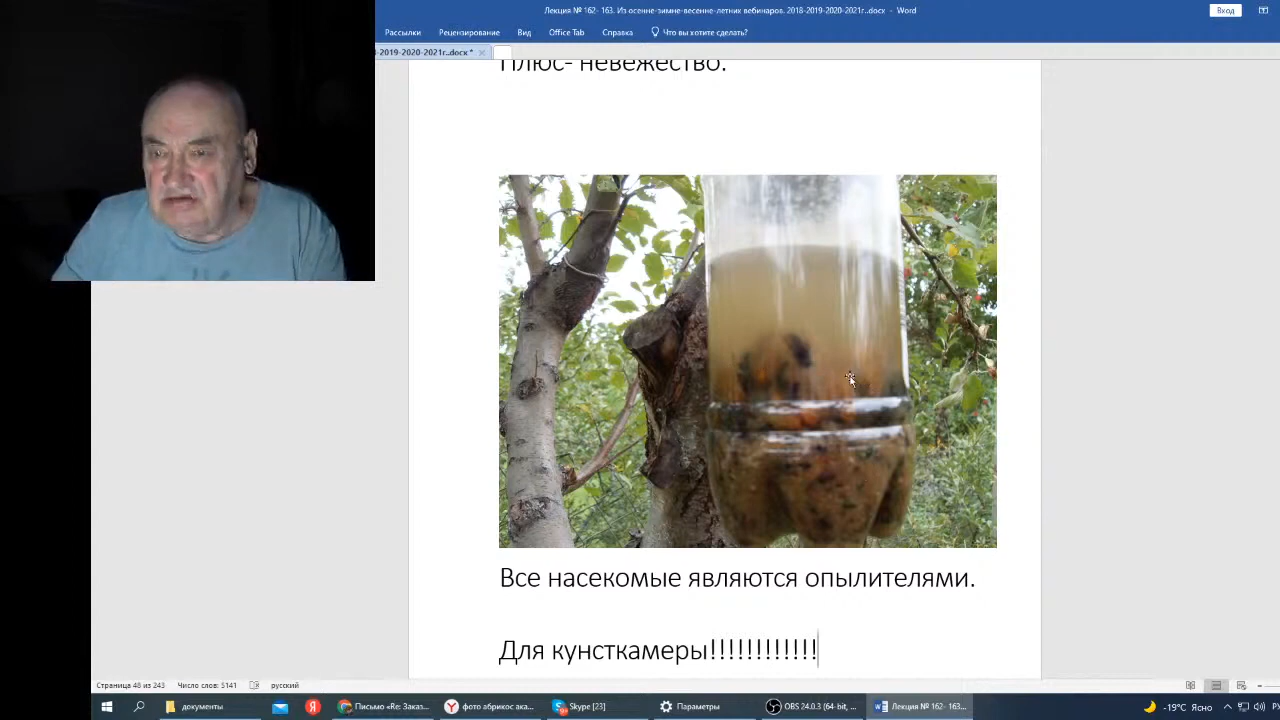 Лекция № 162- 163. Из осенне-зимне-весенне-летних вебинаров. 2018-2019-2020-2021г..docx - Word
Вход
Рассылки Рецензирование Вид Office Tab Справка Что вы хотите сделать?
-2019-2020-2021г..docx *
Плюс- невежество.
Все насекомые являются опылителями.
Для кунсткамеры!!!!!!!!!!!!
Страница 48 из 243 Число слов: 5141 русский
документы Письмо «Re: Заказ... фото абрикос ака... Skype [23] Параметры OBS 24.0.3 (64-bit, ... Лекция № 162- 163... -19°C Ясно